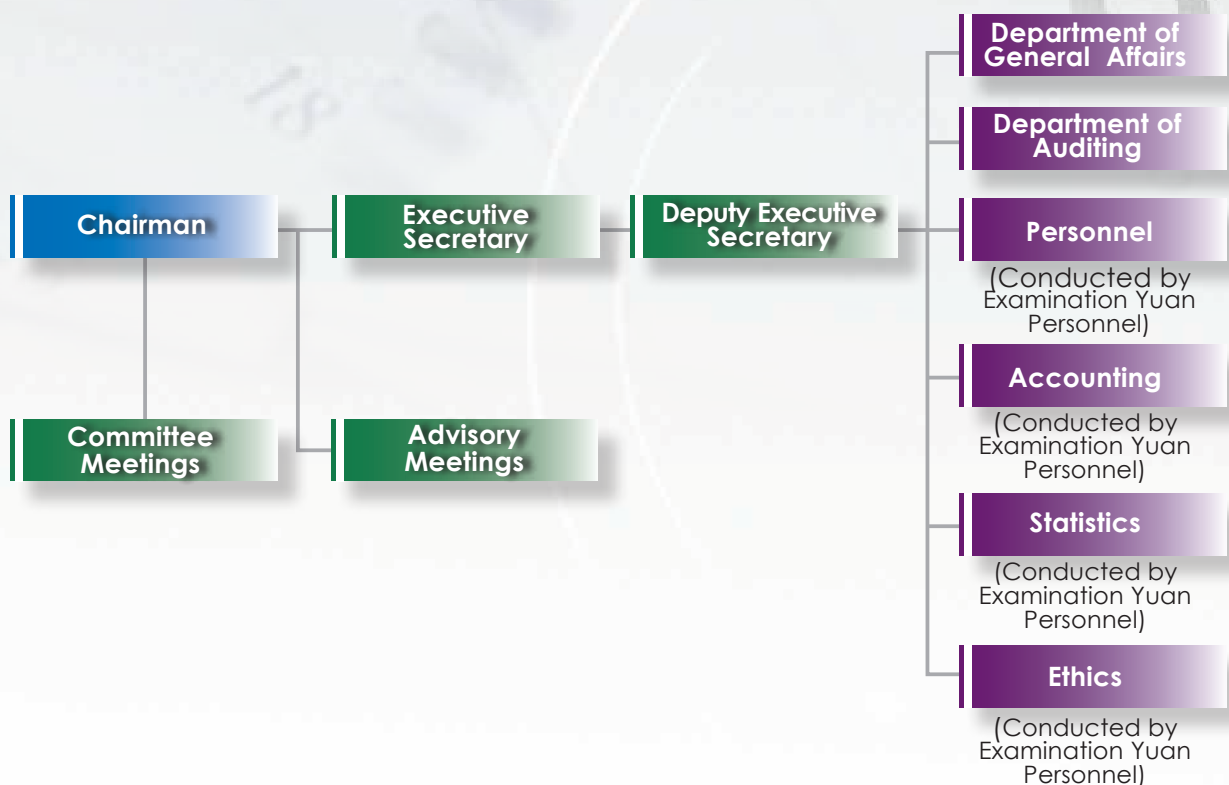 Chairman
Executive
Secretary
Deputy Executive
Secretary
Committee
Meetings
Advisory
Meetings
Department of
General Affairs
Department of
Auditing
Personnel
(Conducted by
Examination Yuan
Personnel)
Accounting
(Conducted by
Examination Yuan
Personnel)
Statistics
(Conducted by
Examination Yuan
Personnel)
Ethics
(Conducted by
Examination Yuan
Personnel)
18